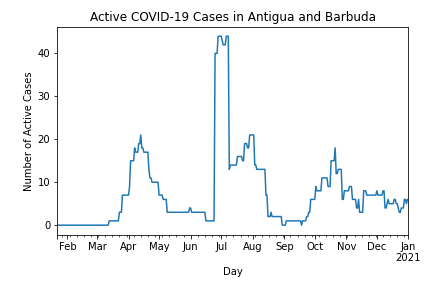 Active COVID-19 Cases in Antigua and Barbuda
Number of Active Cases
40
30
20
10
0
Feb Mar Apr May Jun Jul Aug Sep Oct Nov Dec Jan
2021
Day